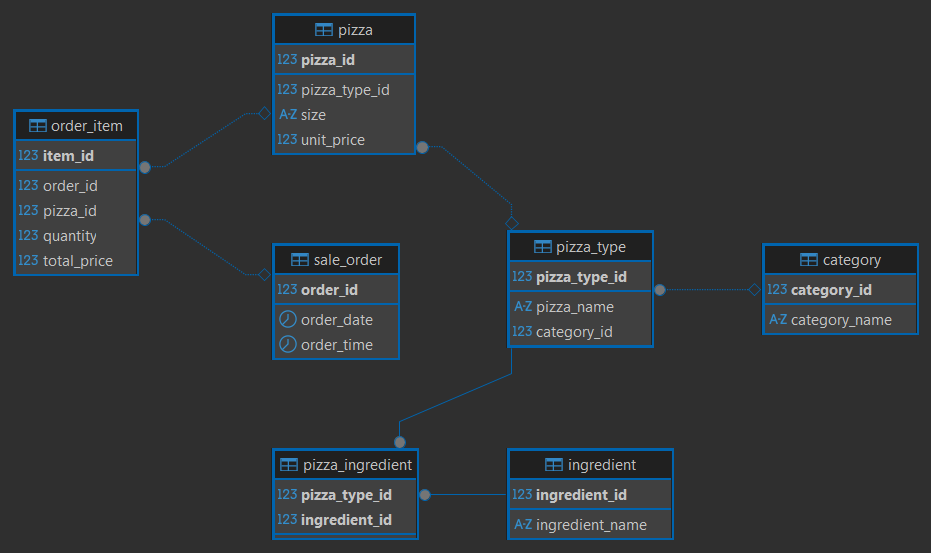 pizza
123 pizza_id
123 pizza_type_id
A-Z size
123 unit_price
order_item
123 item_id
123 order_id
123 pizza_id
123 quantity
123 total_price
sale_order
123 order_id
order_date
order_time
pizza_type
123 pizza_type_id
A-Z pizza_name
123 category_id
category
123 category_id
A-Z category_name
pizza_ingredient
123 pizza_type_id
123 ingredient_id
ingredient
123 ingredient_id
A-Z ingredient_name